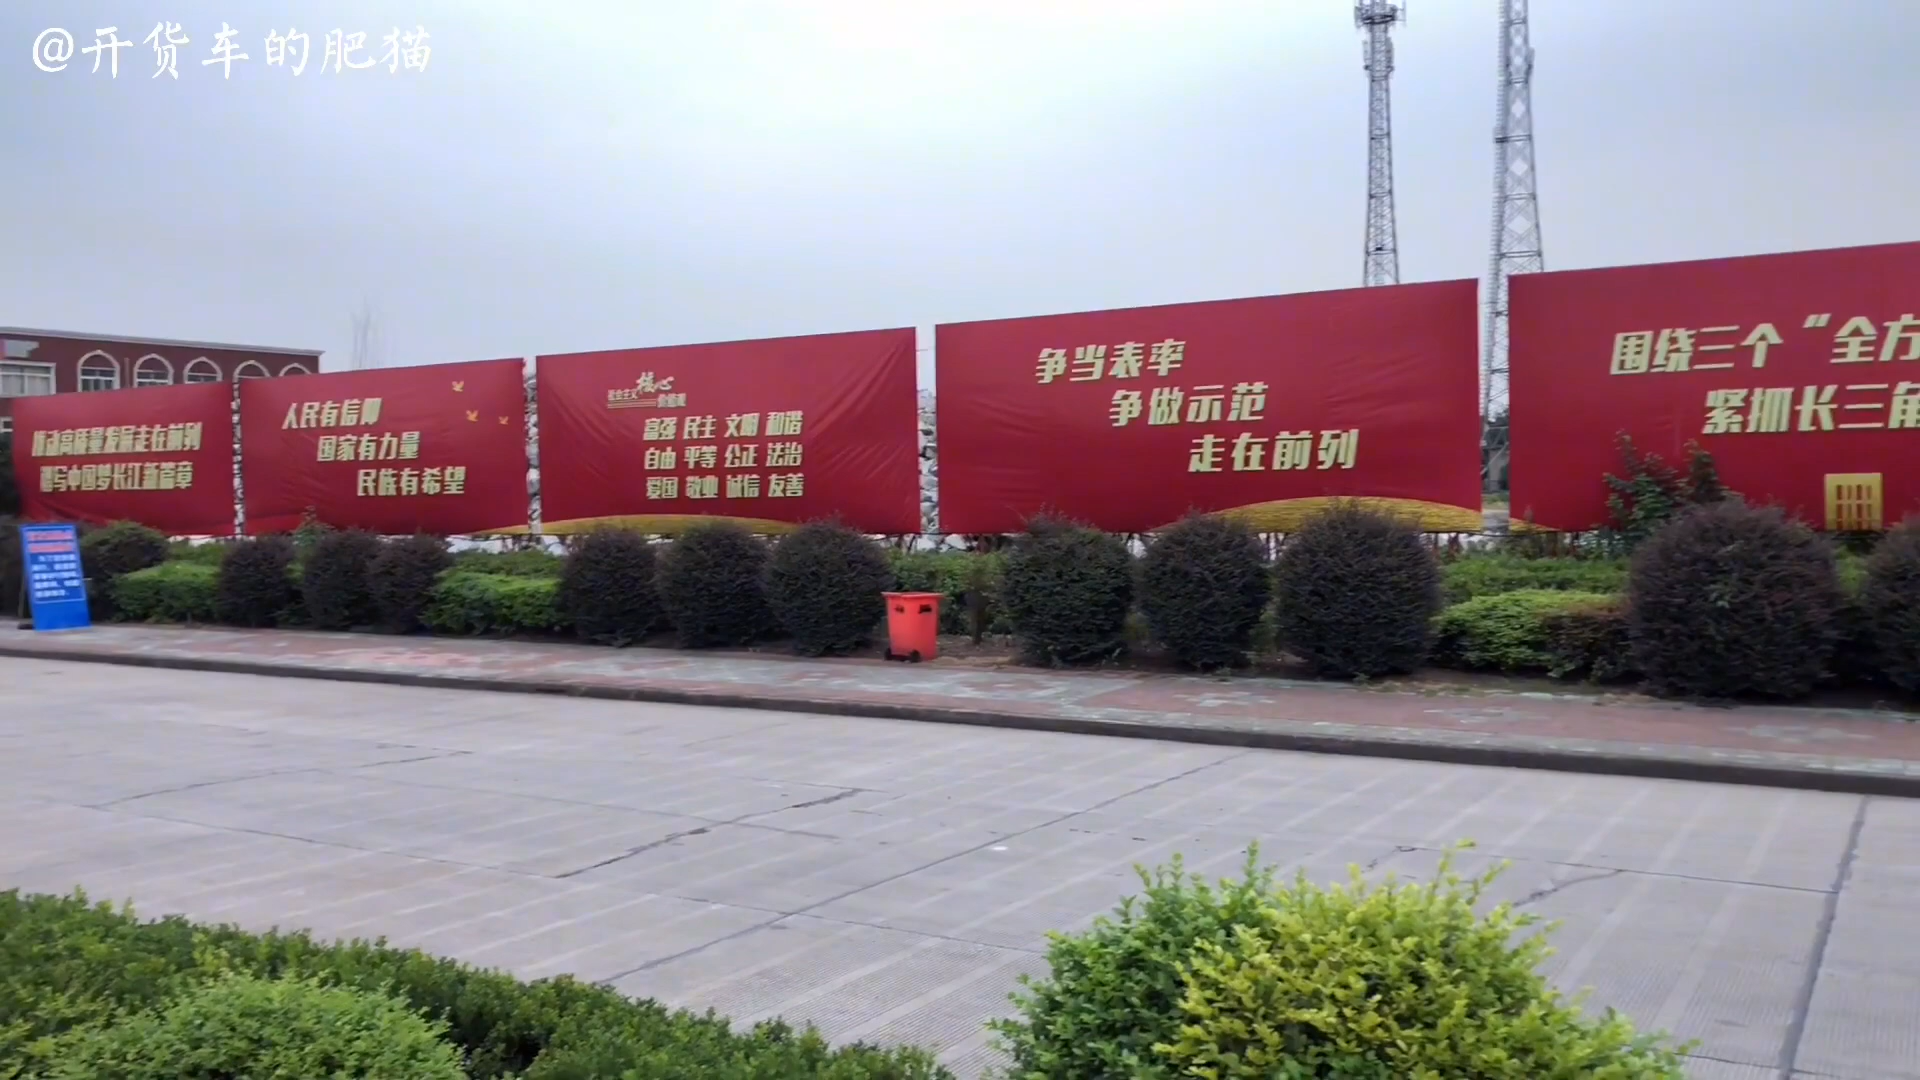 @开货车的肥猫
推动高质量发展走在前列
谱写中国梦长江新篇章
人民有信仰
国家有力量
民族有希望
社会主义核心
价值观
富强 民主 文明 和谐
自由 平等 公正 法治
爱国 敬业 诚信 友善
争当表率
争做示范
走在前列
围绕三个“全方
紧抓长三角